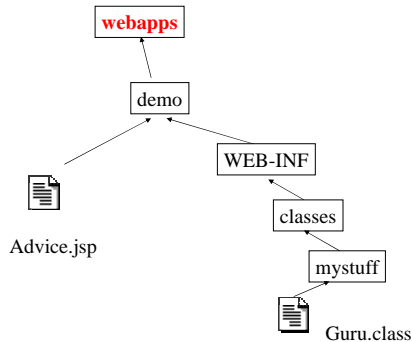 webapps
demo
WEB-INF
classes
Advice.jsp
mystuff
Guru.class